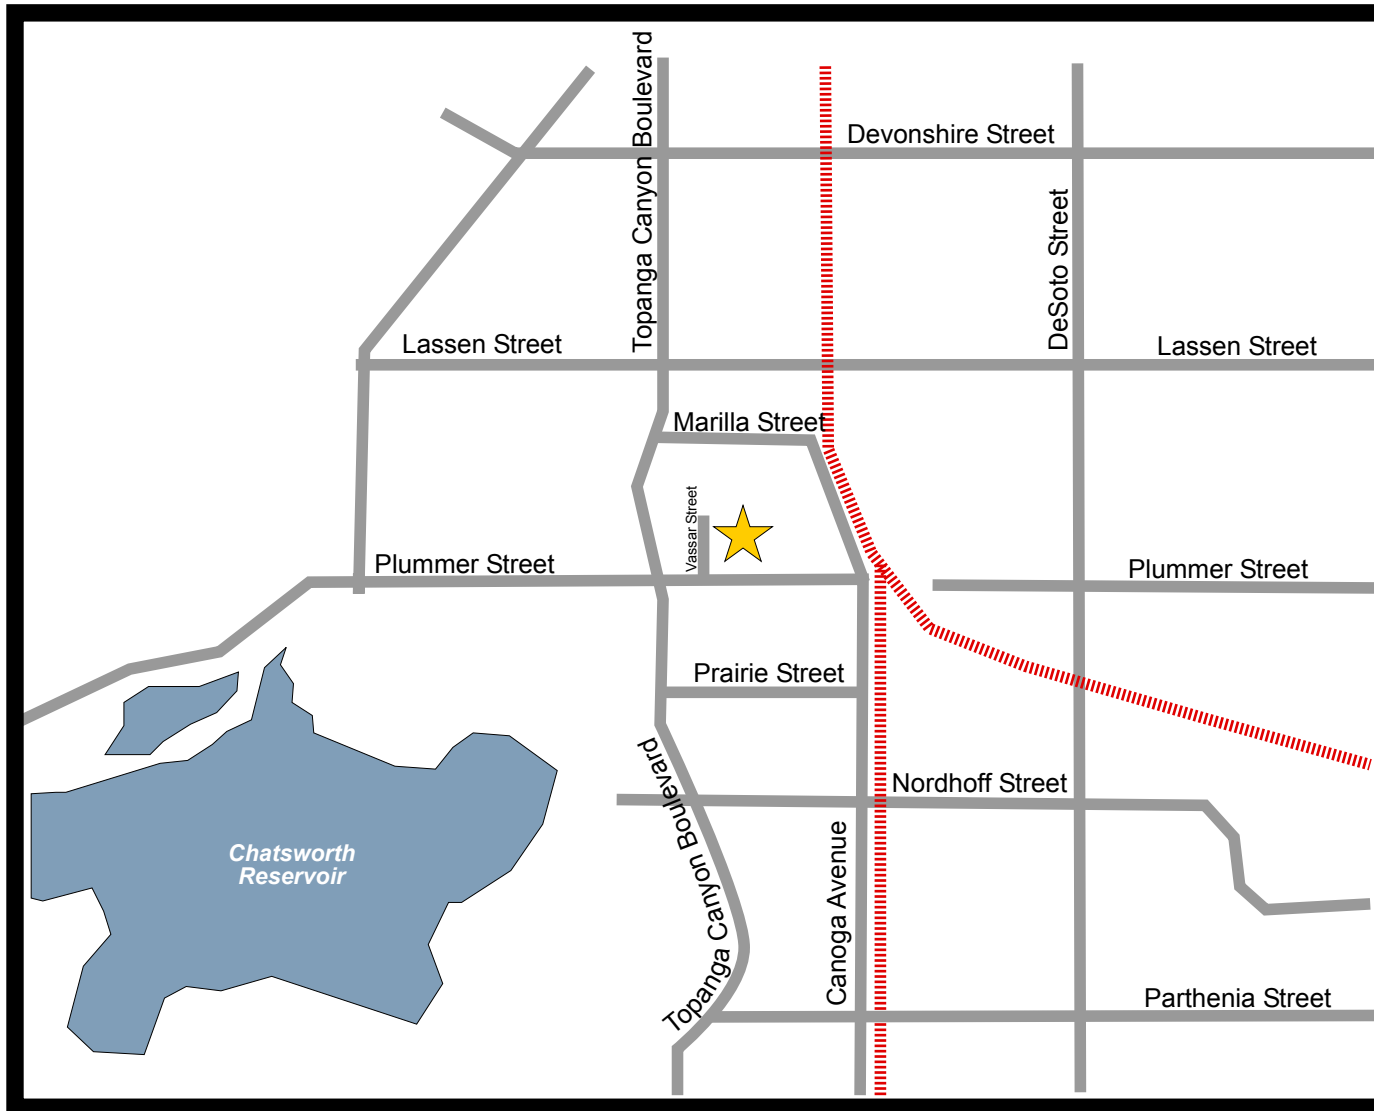 Topanga Canyon Boulevard
Devonshire Street
DeSoto Street
Lassen Street
Lassen Street
Marilla Street
Vassar Street
Plummer Street
Plummer Street
Prairie Street
Topanga Canyon Boulevard
Nordhoff Street
Canoga Avenue
Chatsworth
Reservoir
Parthenia Street